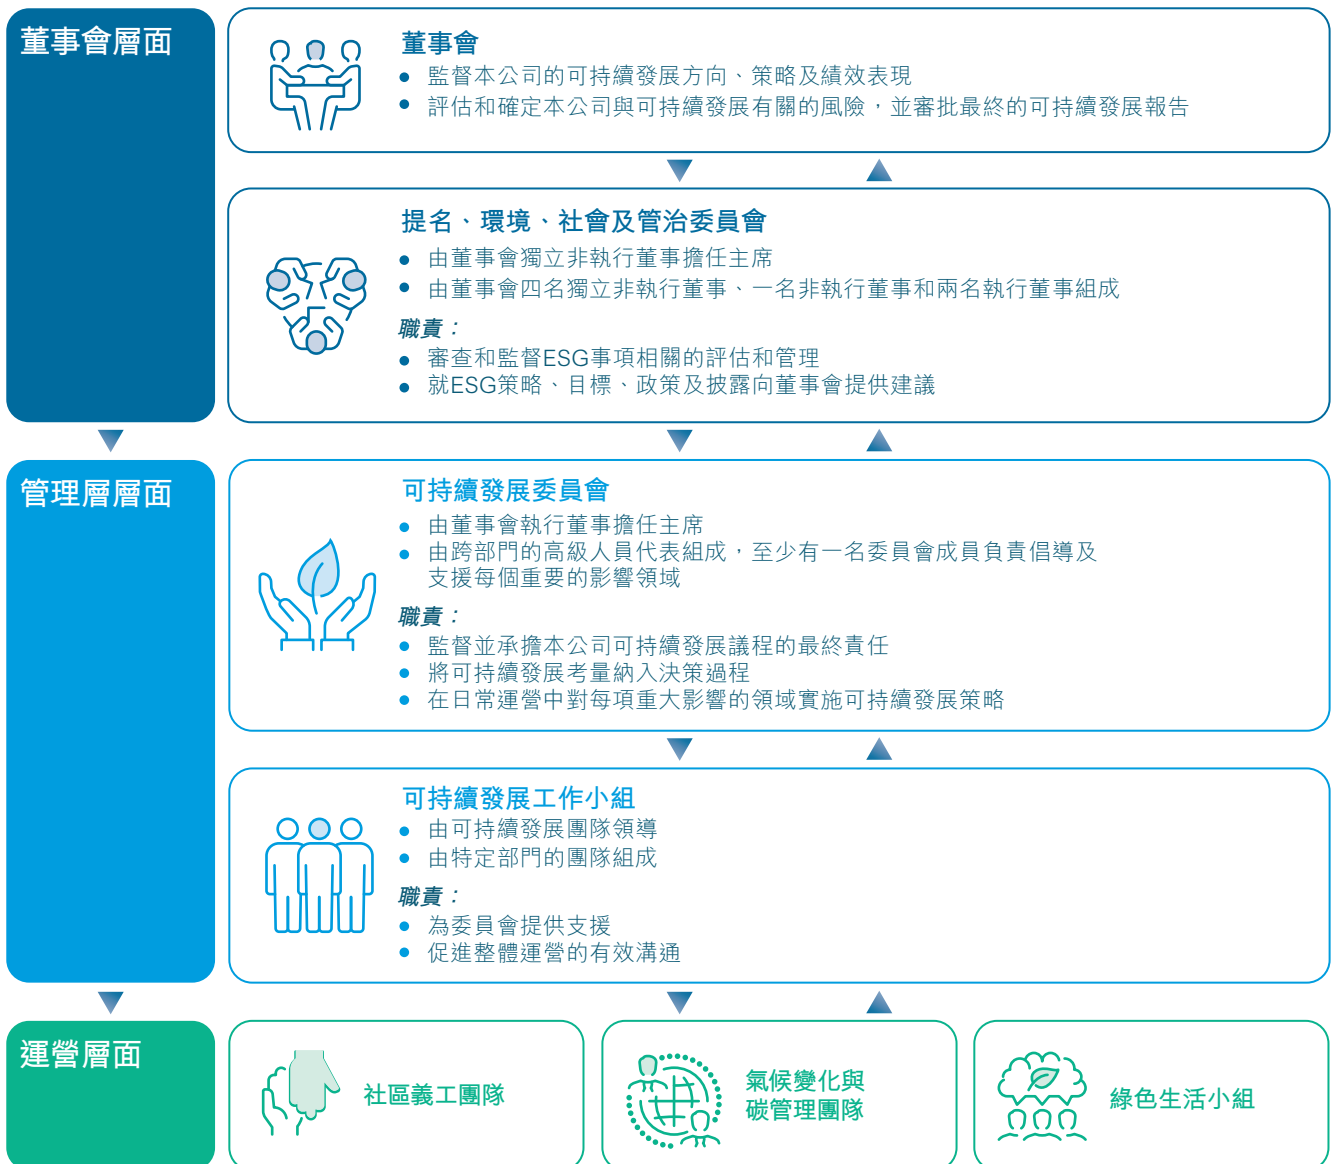 董事會層面
董事會
• 監督本公司的可持續發展方向、策略及績效表現
• 評估和確定本公司與可持續發展有關的風險，並審批最終的可持續發展報告
提名、環境、社會及管治委員會
• 由董事會獨立非執行董事擔任主席
• 由董事會四名獨立非執行董事、一名非執行董事和兩名執行董事組成
職責：
• 審查和監督ESG事項相關的評估和管理
• 就ESG策略、目標、政策及披露向董事會提供建議
管理層層面
可持續發展委員會
• 由董事會執行董事擔任主席
• 由跨部門的高級人員代表組成，至少有一名委員會成員負責倡導及
支援每個重要的影響領域
職責：
• 監督並承擔本公司可持續發展議程的最終責任
• 將可持續發展考量納入決策過程
• 在日常運營中對每項重大影響的領域實施可持續發展策略
可持續發展工作小組
• 由可持續發展團隊領導
• 由特定部門的團隊組成
職責：
• 為委員會提供支援
• 促進整體運營的有效溝通
運營層面
社區義工團隊
氣候變化與
碳管理團隊
綠色生活小組